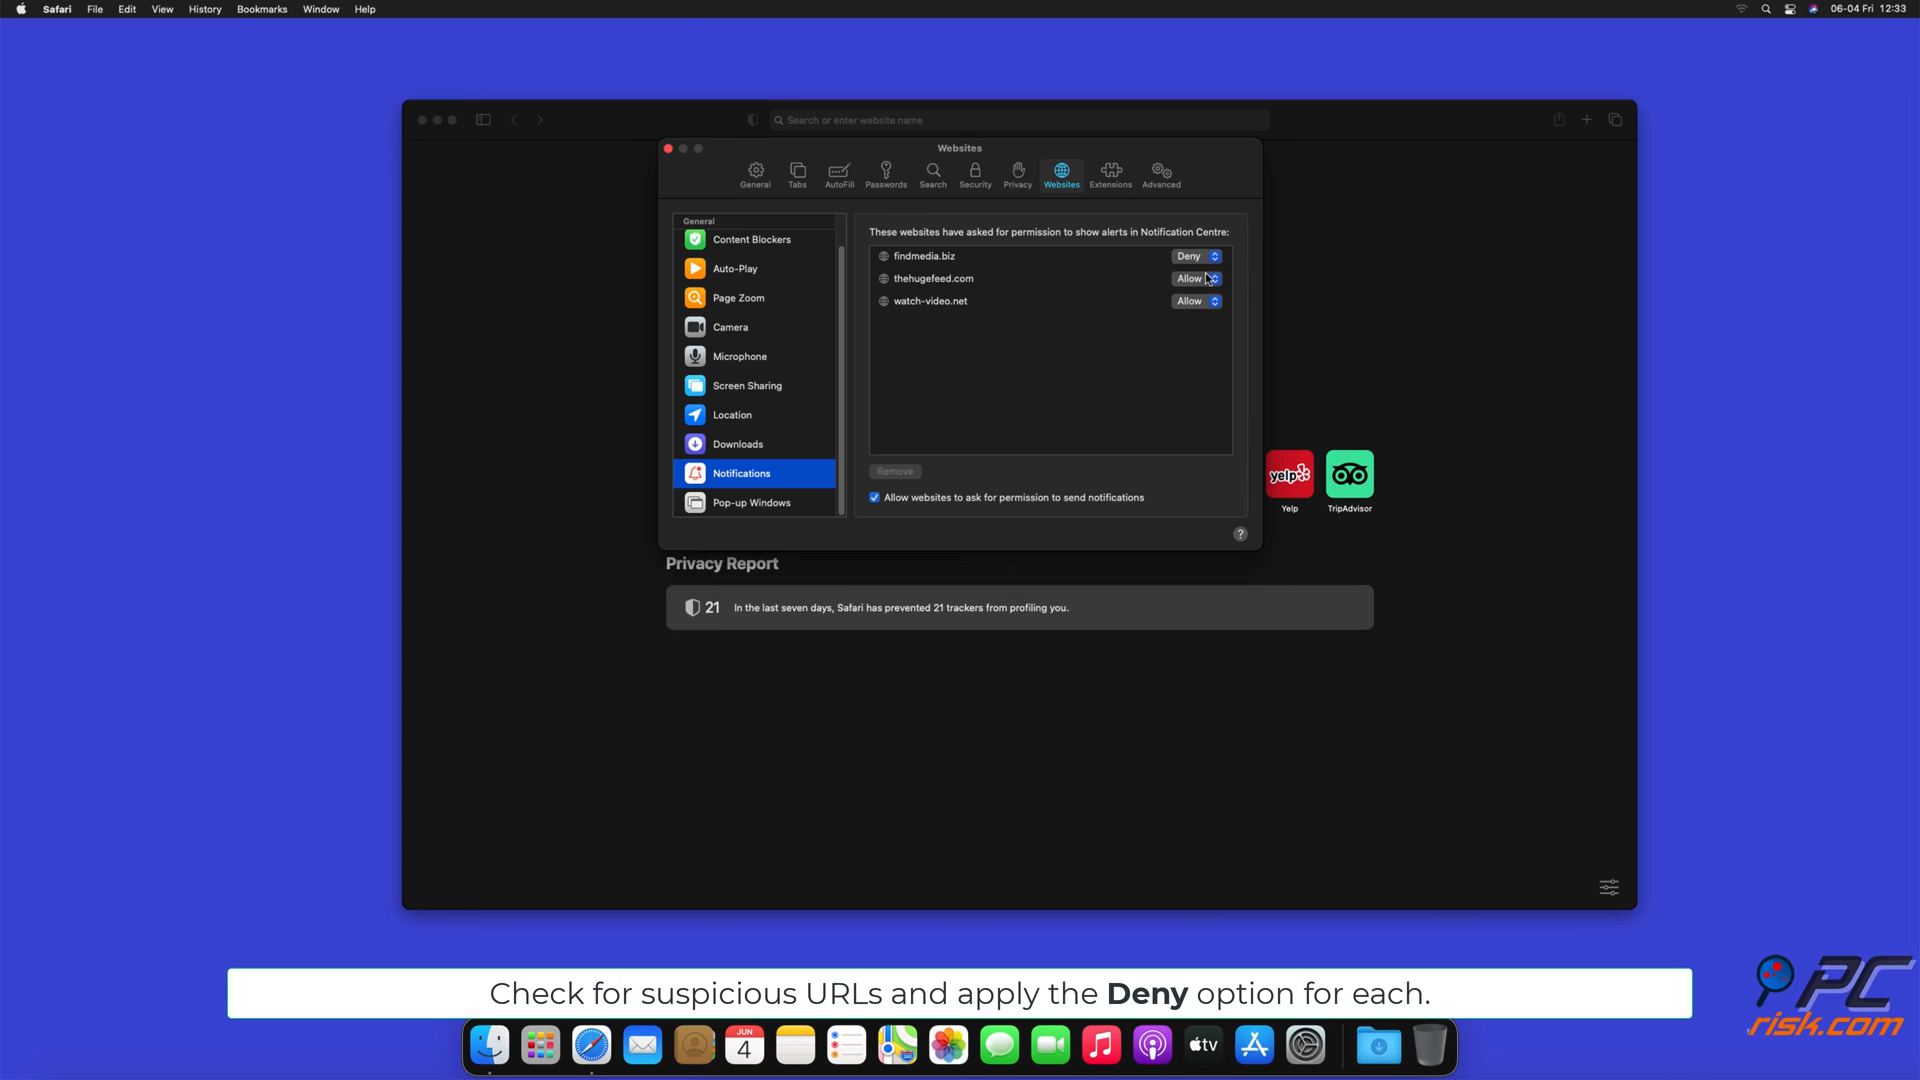 Safari File Edit View History Bookmarks Window Help
06-04 Fri 12:33
Search or enter website name
Websites
General Tabs AutoFill Passwords Search Security Privacy Websites Extensions Advanced
General
Content Blockers
Auto-Play
Page Zoom
Camera
Microphone
Screen Sharing
Location
Downloads
Notifications
Pop-up Windows
These websites have asked for permission to show alerts in Notification Centre:
findmedia.biz Deny
thehugefeed.com Allow
watch-video.net Allow
Remove
Allow websites to ask for permission to send notifications
?
yelp
Yelp TripAdvisor
Privacy Report
21 In the last seven days, Safari has prevented 21 trackers from profiling you.
Check for suspicious URLs and apply the Deny option for each.
JUN
4
tv
PC
risk.com